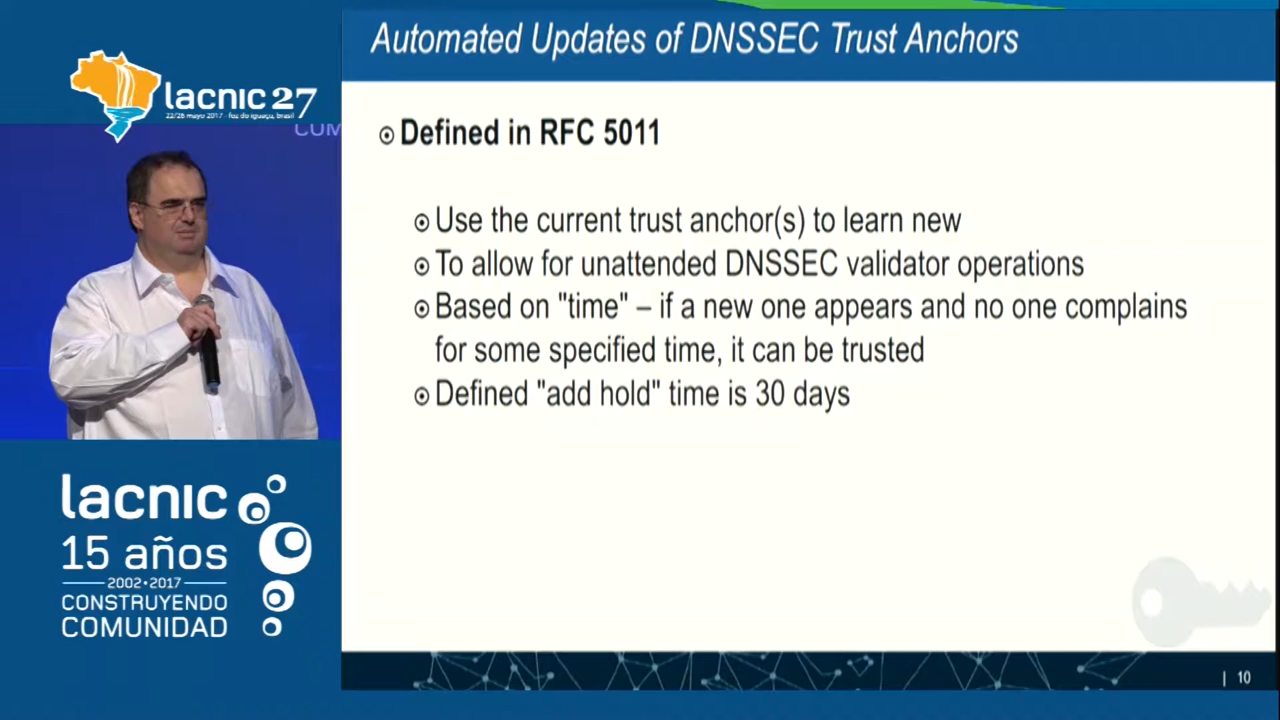 Automated Updates of DNSSEC Trust Anchors
lacnic 27
22/26 mayo 2017 - foz do iguaçu, brasil
CUM
Defined in RFC 5011
Use the current trust anchor(s) to learn new
To allow for unattended DNSSEC validator operations
Based on "time" – if a new one appears and no one complains
for some specified time, it can be trusted
Defined "add hold" time is 30 days
lacnic
15 años
2002•2017
CONSTRUYENDO
COMUNIDAD
| 10